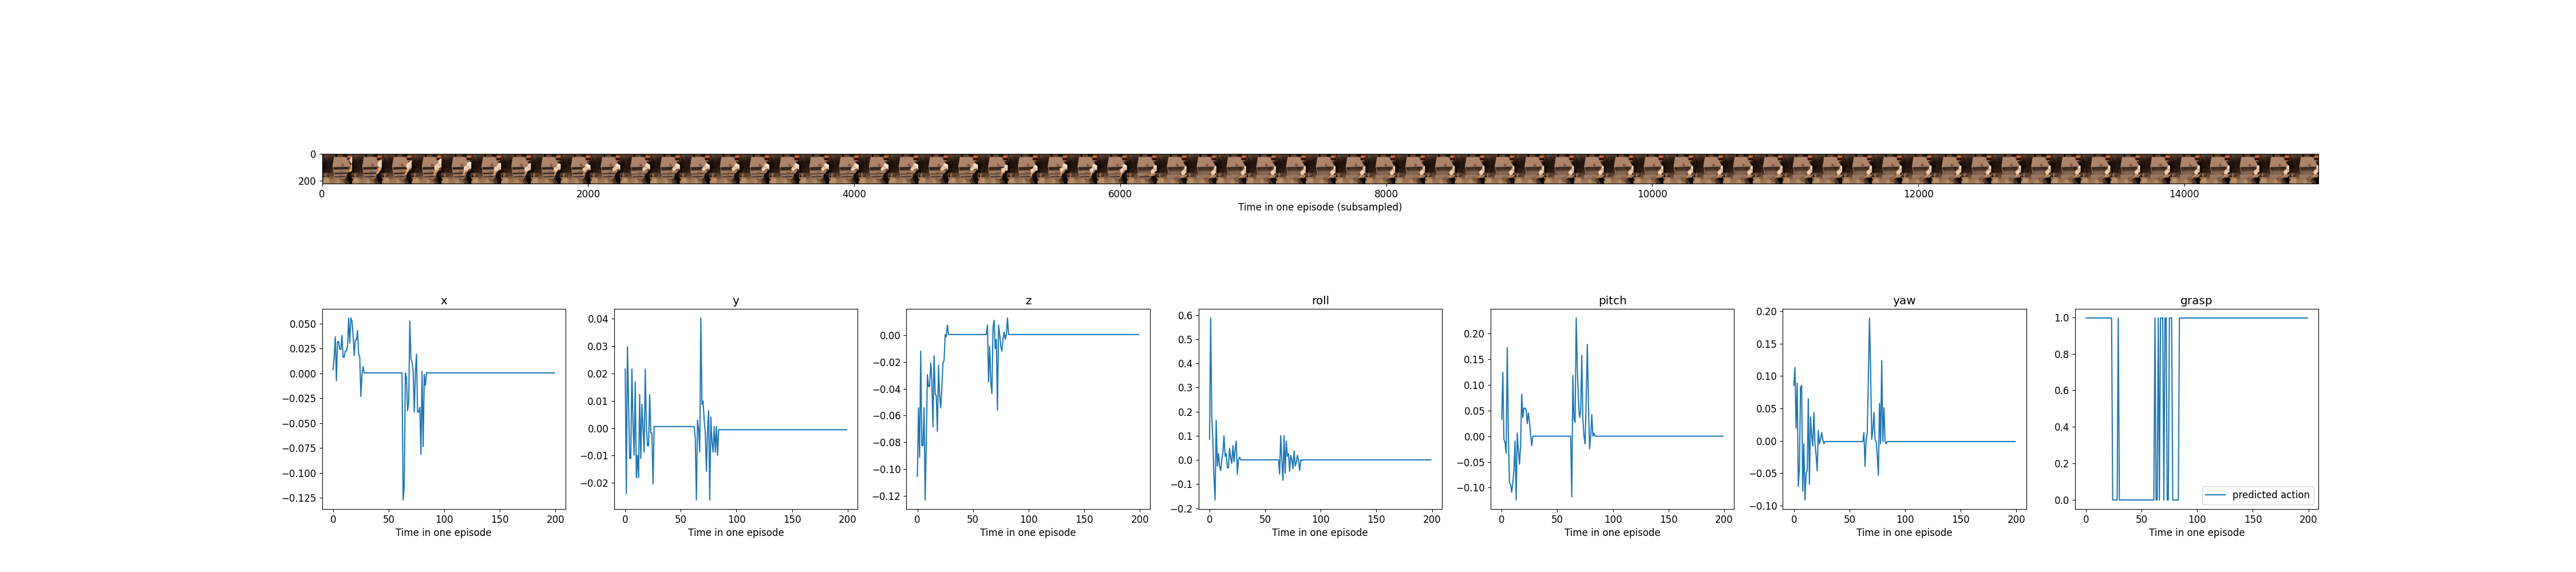 0
200
0 2000 4000 6000 8000 10000 12000 14000
Time in one episode (subsampled)
x
0.050
0.025
0.000
−0.025
−0.050
−0.075
−0.100
−0.125
0 50 100 150 200
Time in one episode
y
0.04
0.03
0.02
0.01
0.00
−0.01
−0.02
0 50 100 150 200
Time in one episode
z
0.00
−0.02
−0.04
−0.06
−0.08
−0.10
−0.12
0 50 100 150 200
Time in one episode
roll
0.6
0.5
0.4
0.3
0.2
0.1
0.0
−0.1
−0.2
0 50 100 150 200
Time in one episode
pitch
0.20
0.15
0.10
0.05
0.00
−0.05
−0.10
0 50 100 150 200
Time in one episode
yaw
0.20
0.15
0.10
0.05
0.00
−0.05
−0.10
0 50 100 150 200
Time in one episode
grasp
1.0
0.8
0.6
0.4
0.2
0.0
predicted action
0 50 100 150 200
Time in one episode